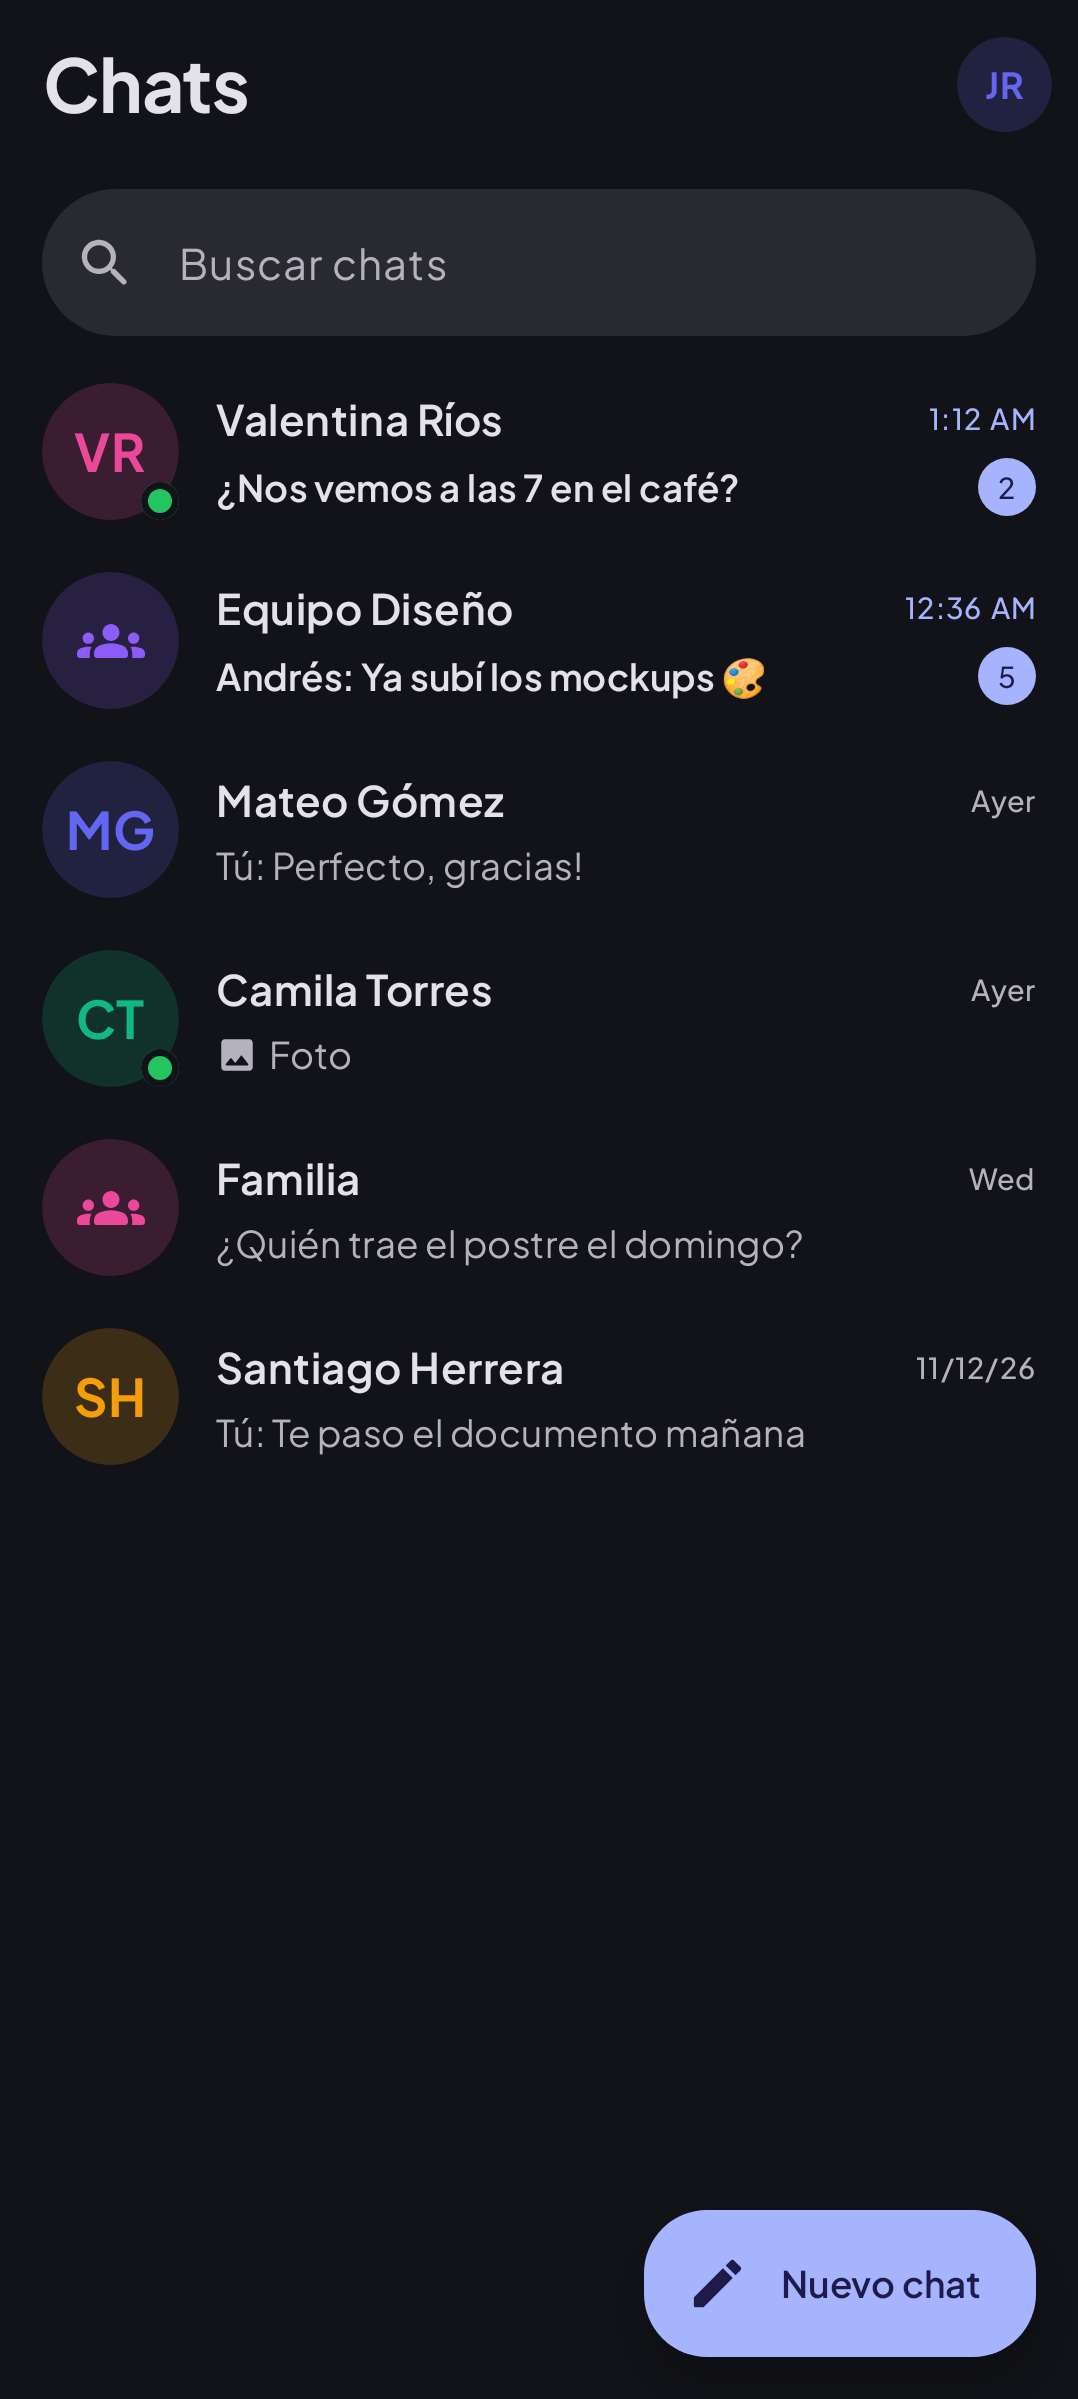 Chats
JR
Buscar chats
VR
Valentina Ríos
1:12 AM
¿Nos vemos a las 7 en el café?
2
Equipo Diseño
12:36 AM
Andrés: Ya subí los mockups 🎨
5
MG
Mateo Gómez
Ayer
Tú: Perfecto, gracias!
CT
Camila Torres
Ayer
Foto
Familia
Wed
¿Quién trae el postre el domingo?
SH
Santiago Herrera
11/12/26
Tú: Te paso el documento mañana
Nuevo chat